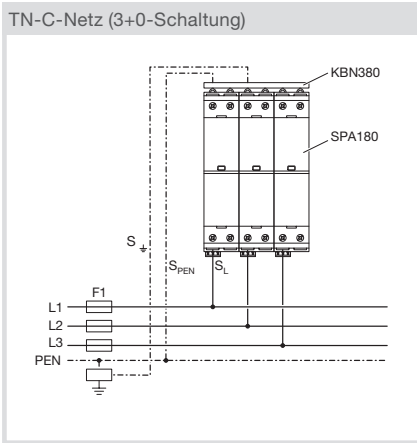 TN-C-Netz (3+0-Schaltung)
KBN380
SPA180
S⏚
S_PEN
S_L
F1
L1
L2
L3
PEN